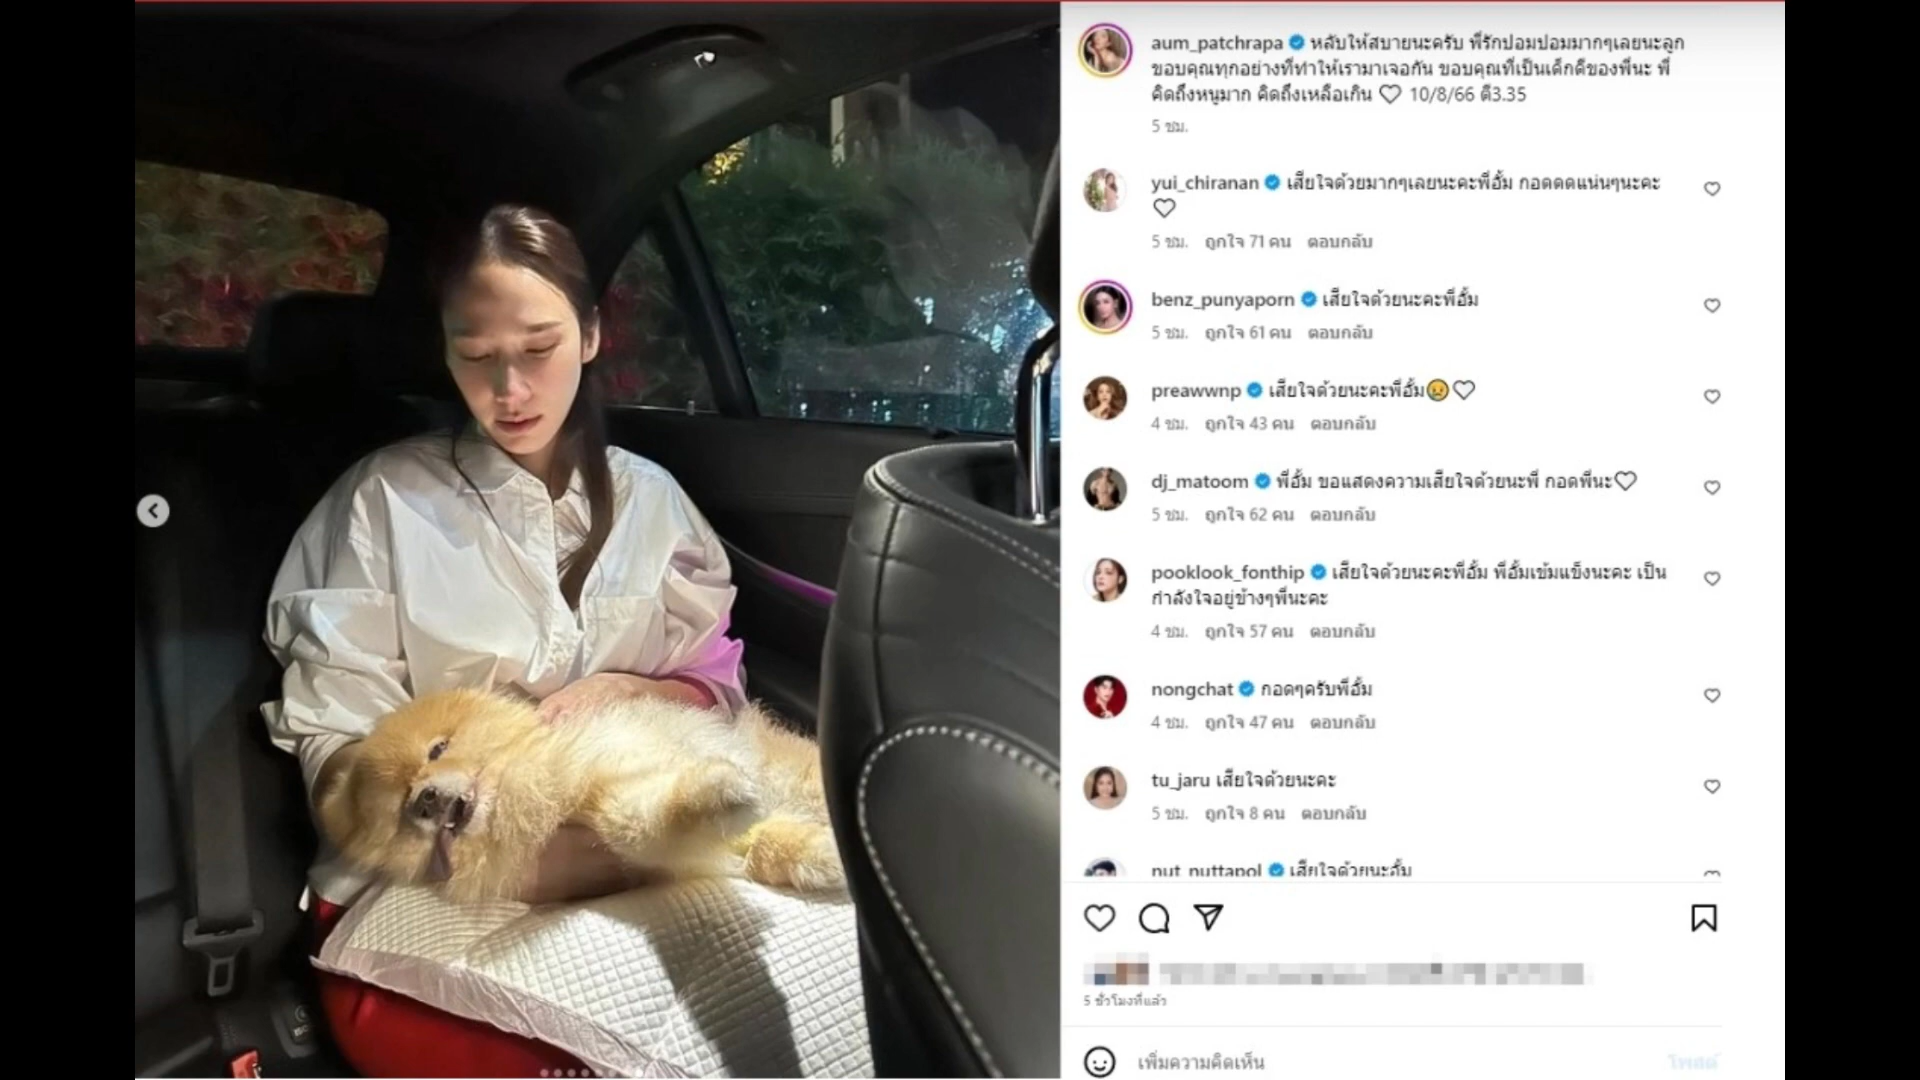 aum_patchrapa หลับให้สบายนะครับ พี่รักปอมปอมมากๆเลยนะลูก
ขอบคุณทุกอย่างที่ทำให้เรามาเจอกัน ขอบคุณที่เป็นเด็กดีของพี่นะ พี่
คิดถึงหนูมาก คิดถึงเหลือเกิน ♡ 10/8/66 ตี3.35
5 ชม.
yui_chiranan เสียใจด้วยมากๆเลยนะคะพี่อั้ม กอดดดแน่นๆนะคะ
♡
5 ชม. ถูกใจ 71 คน ตอบกลับ
benz_punyaporn เสียใจด้วยนะคะพี่อั้ม
5 ชม. ถูกใจ 61 คน ตอบกลับ
preawwnp เสียใจด้วยนะคะพี่อั้ม😢♡
4 ชม. ถูกใจ 43 คน ตอบกลับ
dj_matoom พี่อั้ม ขอแสดงความเสียใจด้วยนะพี่ กอดพี่นะ♡
5 ชม. ถูกใจ 62 คน ตอบกลับ
pooklook_fonthip เสียใจด้วยนะคะพี่อั้ม พี่อั้มเข้มแข็งนะคะ เป็น
กำลังใจอยู่ข้างๆพี่นะคะ
4 ชม. ถูกใจ 57 คน ตอบกลับ
nongchat กอดๆครับพี่อั้ม
4 ชม. ถูกใจ 47 คน ตอบกลับ
tu_jaru เสียใจด้วยนะคะ
5 ชม. ถูกใจ 8 คน ตอบกลับ
nut_nuttapol เสียใจด้วยนะอั้ม
5 ชั่วโมงที่แล้ว
เพิ่มความคิดเห็น
โพสต์